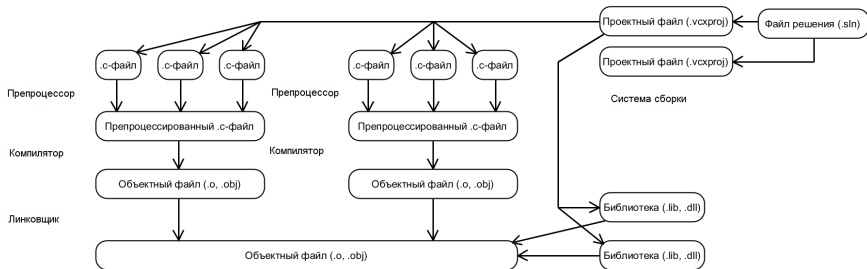 Проектный файл (.vcxproj)
Файл решения (.sln)
.c-файл
.c-файл
.c-файл
.c-файл
.c-файл
.c-файл
Проектный файл (.vcxproj)
Препроцессор
Препроцессор
Система сборки
Препроцессированный .c-файл
Препроцессированный .c-файл
Компилятор
Компилятор
Объектный файл (.o, .obj)
Объектный файл (.o, .obj)
Библиотека (.lib, .dll)
Линковщик
Объектный файл (.o, .obj)
Библиотека (.lib, .dll)